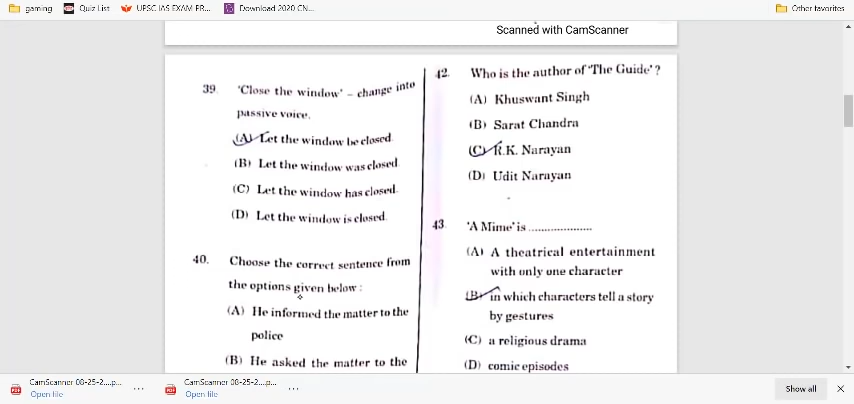 gaming
Quiz List
UPSC IAS EXAM PR...
Download 2020 CN...
Other favorites
Scanned with CamScanner
39. 'Close the window' – change into
passive voice.
(A) Let the window be closed.
(B) Let the window was closed.
(C) Let the window has closed.
(D) Let the window is closed.
40. Choose the correct sentence from
the options given below :
(A) He informed the matter to the
police
(B) He asked the matter to the
42. Who is the author of 'The Guide' ?
(A) Khuswant Singh
(B) Sarat Chandra
(C) R.K. Narayan
(D) Udit Narayan
43. 'A Mime' is ...................
(A) A theatrical entertainment
with only one character
(B) in which characters tell a story
by gestures
(C) a religious drama
(D) comic episodes
CamScanner 08-25-2....p...
Open file
CamScanner 08-25-2....p...
Open file
Show all